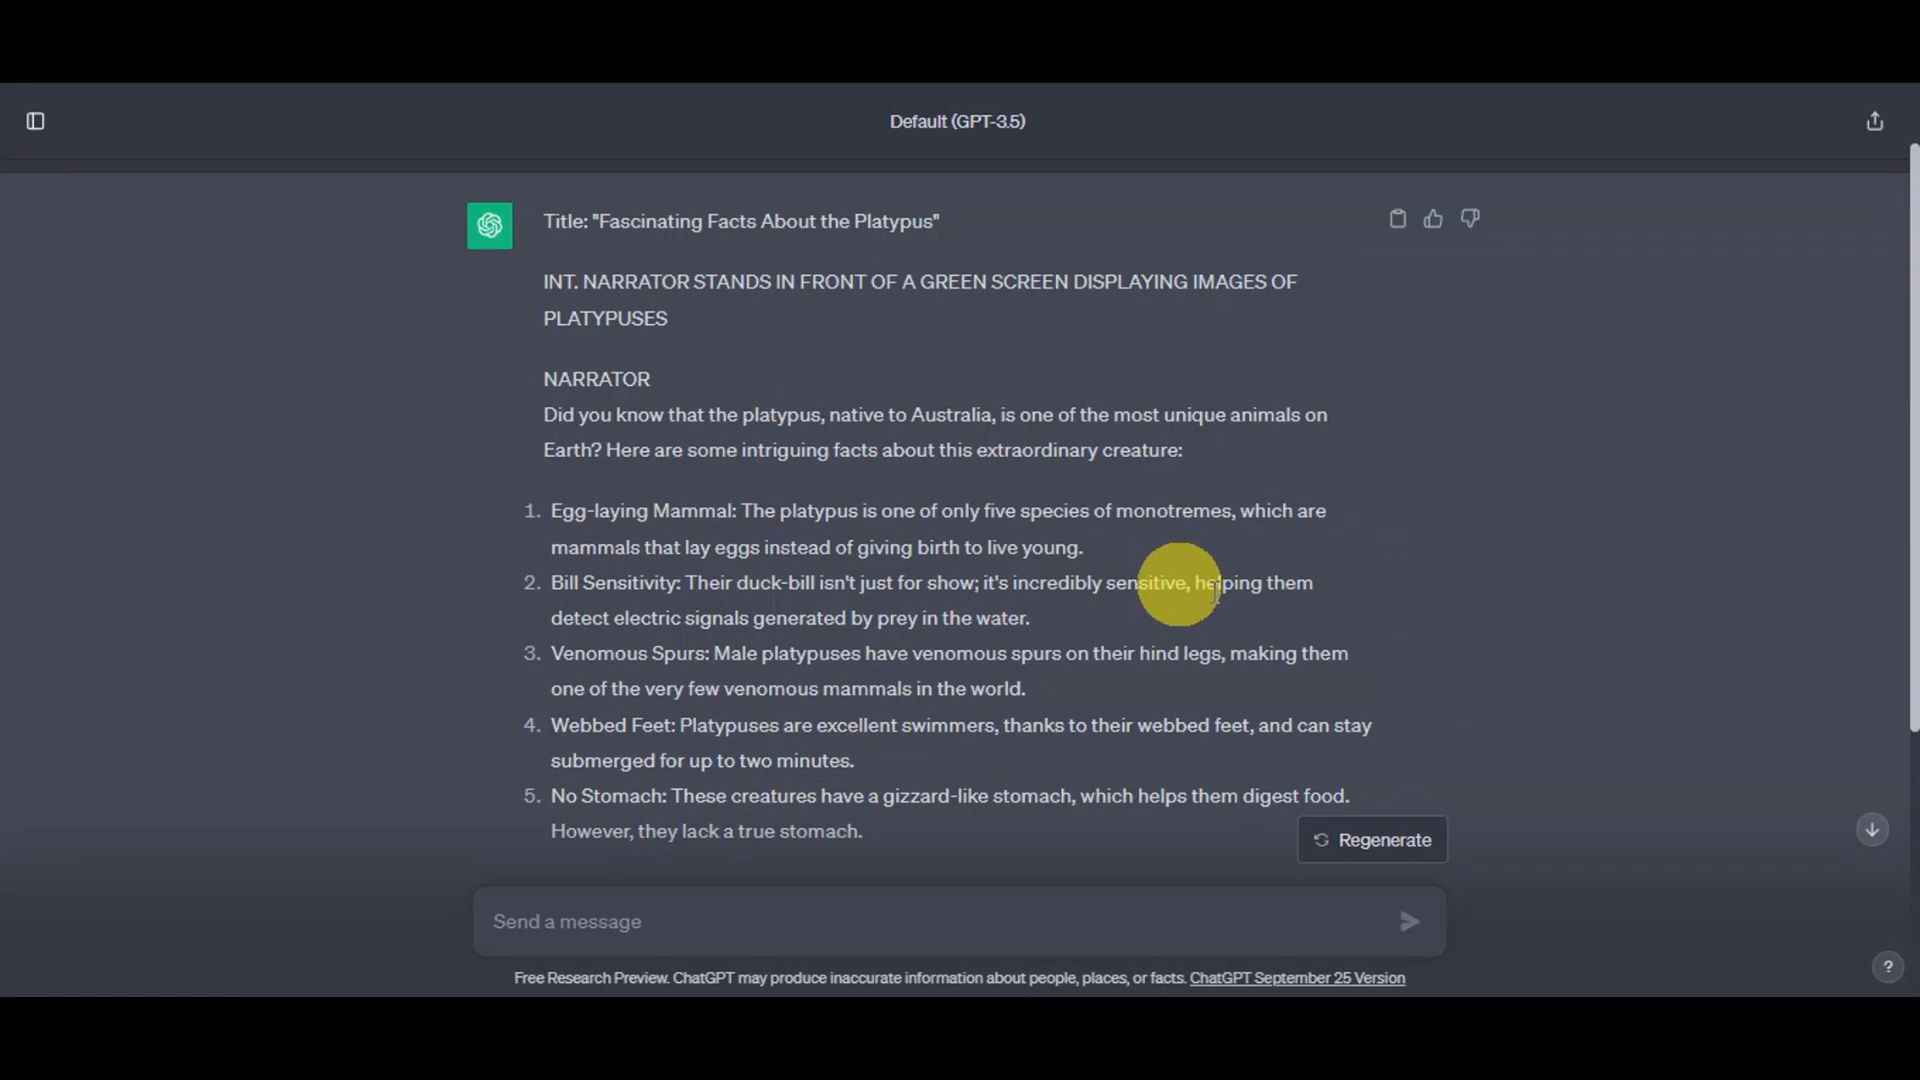 Default (GPT-3.5)
Title: "Fascinating Facts About the Platypus"
INT. NARRATOR STANDS IN FRONT OF A GREEN SCREEN DISPLAYING IMAGES OF
PLATYPUSES
NARRATOR
Did you know that the platypus, native to Australia, is one of the most unique animals on
Earth? Here are some intriguing facts about this extraordinary creature:
1. Egg-laying Mammal: The platypus is one of only five species of monotremes, which are
mammals that lay eggs instead of giving birth to live young.
2. Bill Sensitivity: Their duck-bill isn't just for show; it's incredibly sensitive, helping them
detect electric signals generated by prey in the water.
3. Venomous Spurs: Male platypuses have venomous spurs on their hind legs, making them
one of the very few venomous mammals in the world.
4. Webbed Feet: Platypuses are excellent swimmers, thanks to their webbed feet, and can stay
submerged for up to two minutes.
5. No Stomach: These creatures have a gizzard-like stomach, which helps them digest food.
However, they lack a true stomach.
Regenerate
Send a message
Free Research Preview. ChatGPT may produce inaccurate information about people, places, or facts. ChatGPT September 25 Version
?